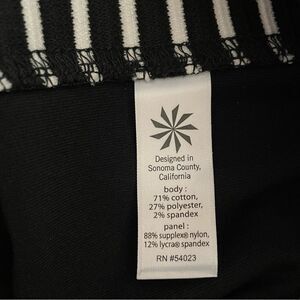 Designed in
Sonoma County,
California
body :
71% cotton,
27% polyester,
2% spandex
panel :
88% supplex® nylon,
12% lycra® spandex
RN #54023